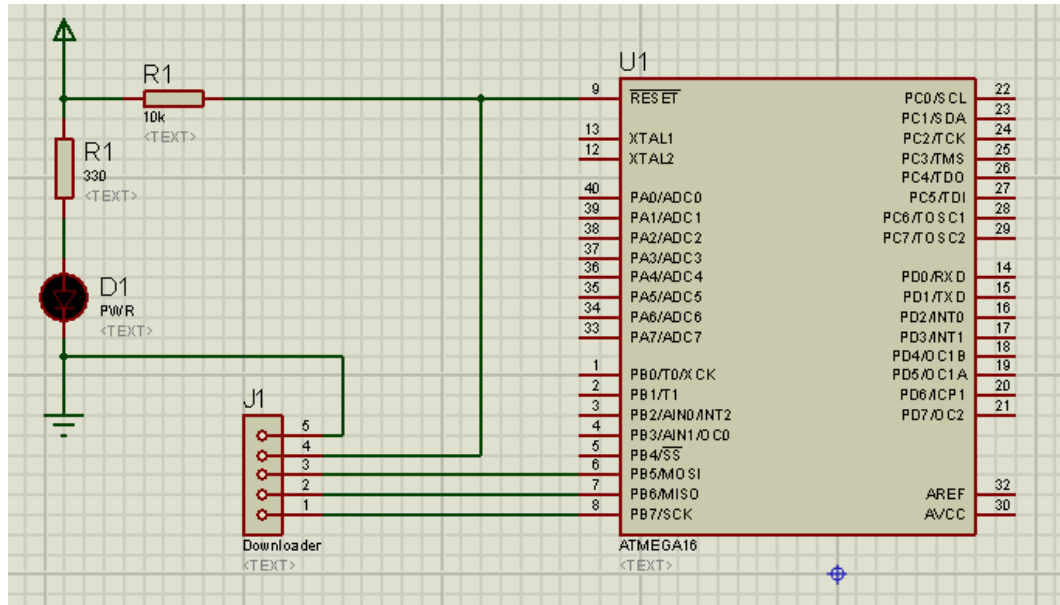 R1
10k
<TEXT>
R1
330
<TEXT>
D1
PWR
<TEXT>
J1
5
4
3
2
1
Downloader
<TEXT>
U1
9 RESET
13 XTAL1
12 XTAL2
40 PA0/ADC0
39 PA1/ADC1
38 PA2/ADC2
37 PA3/ADC3
36 PA4/ADC4
35 PA5/ADC5
34 PA6/ADC6
33 PA7/ADC7
1 PB0/T0/XCK
2 PB1/T1
3 PB2/AIN0/INT2
4 PB3/AIN1/OC0
5 PB4/SS
6 PB5/MOSI
7 PB6/MISO
8 PB7/SCK
PC0/SCL 22
PC1/SDA 23
PC2/TCK 24
PC3/TMS 25
PC4/TDO 26
PC5/TDI 27
PC6/TOSC1 28
PC7/TOSC2 29
PD0/RXD 14
PD1/TXD 15
PD2/INT0 16
PD3/INT1 17
PD4/OC1B 18
PD5/OC1A 19
PD6/ICP1 20
PD7/OC2 21
AREF 32
AVCC 30
ATMEGA16
<TEXT>